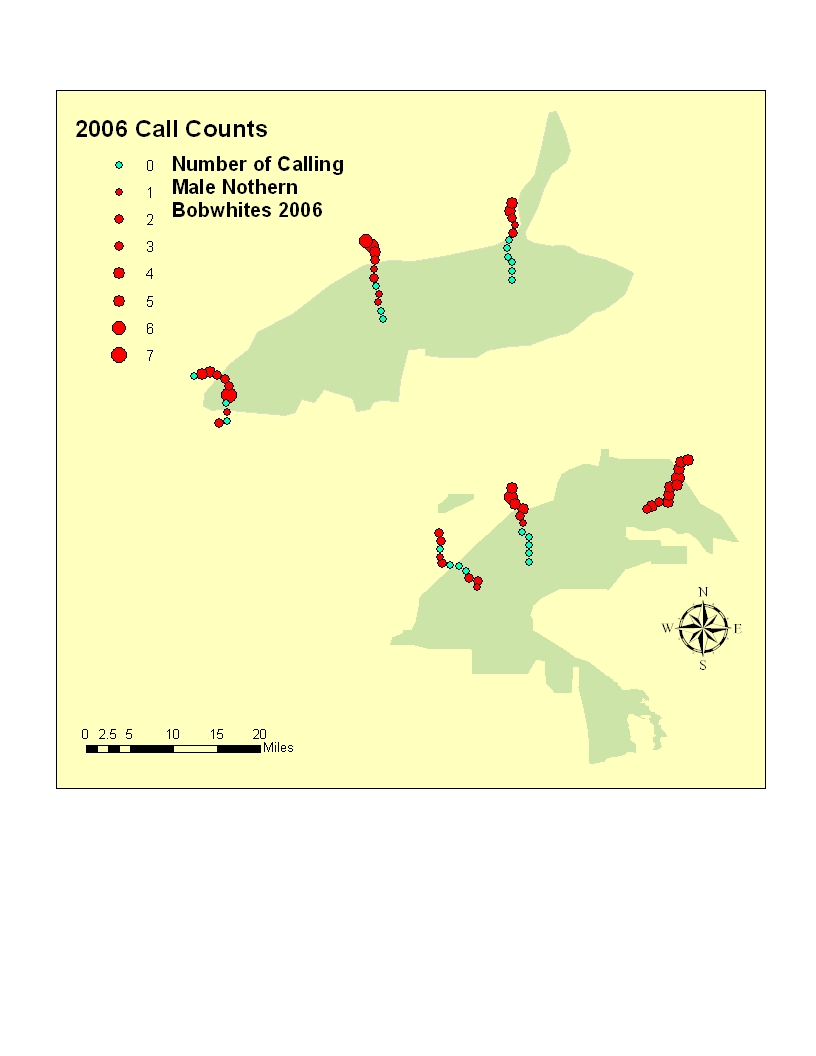 2006 Call Counts
0 Number of Calling
1 Male Nothern
2 Bobwhites 2006
3
4
5
6
7
N
W E
S
0 2.5 5 10 15 20
Miles